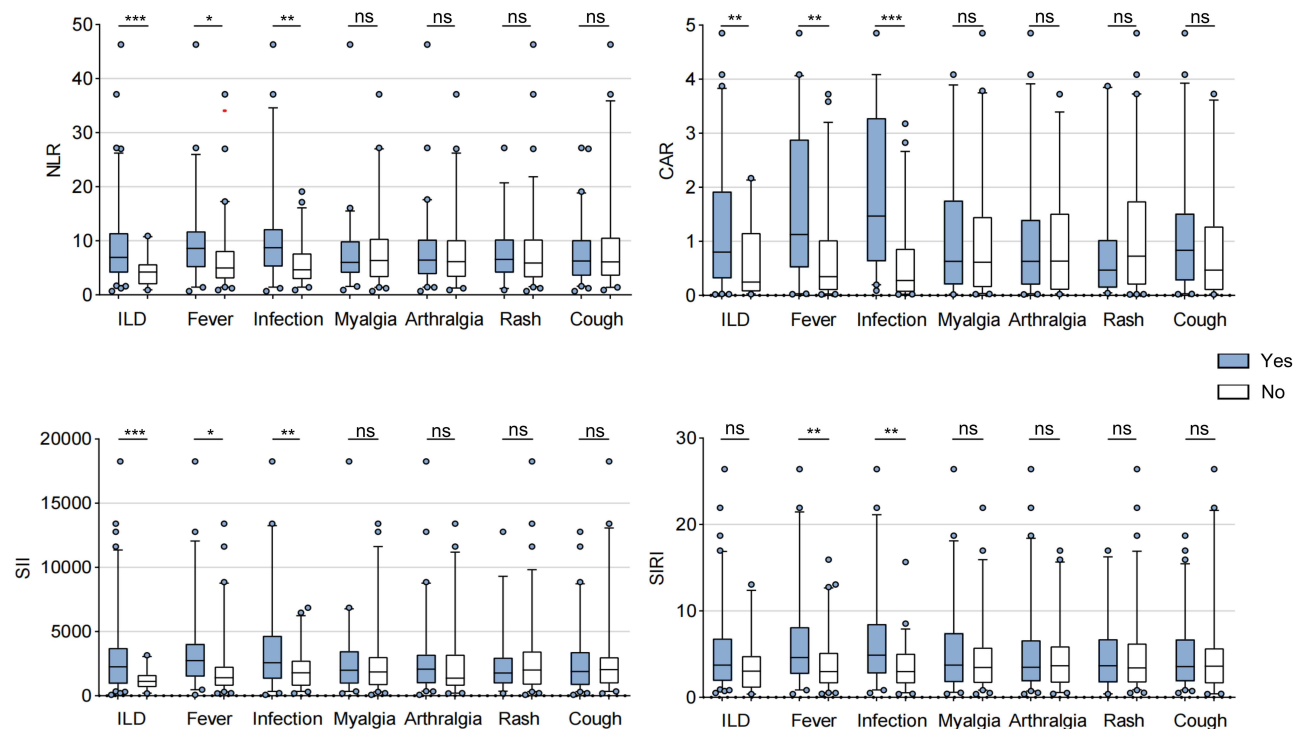 *** * ** ns ns ns ns
50
40
30
20
10
0
NLR
ILD Fever Infection Myalgia Arthralgia Rash Cough
** ** *** ns ns ns ns
5
4
3
2
1
0
CAR
ILD Fever Infection Myalgia Arthralgia Rash Cough
Yes
No
*** * ** ns ns ns ns
20000
15000
10000
5000
0
SII
ILD Fever Infection Myalgia Arthralgia Rash Cough
ns ** ** ns ns ns ns
30
20
10
0
SIRI
ILD Fever Infection Myalgia Arthralgia Rash Cough